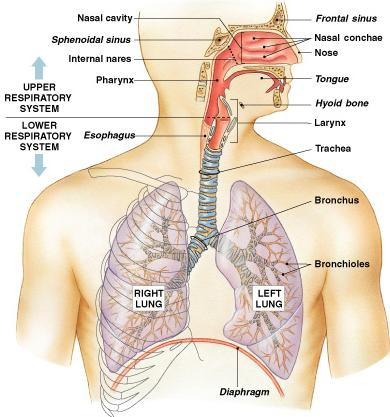 Nasal cavity
Sphenoidal sinus
Internal nares
Pharynx
UPPER
RESPIRATORY
SYSTEM
LOWER
RESPIRATORY
SYSTEM
Esophagus
Frontal sinus
Nasal conchae
Nose
Tongue
Hyoid bone
Larynx
Trachea
Bronchus
Bronchioles
RIGHT
LUNG
LEFT
LUNG
Diaphragm